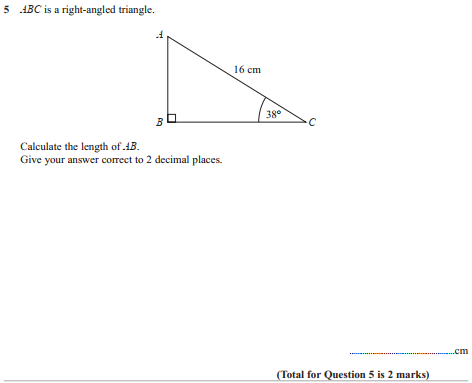 5 ABC is a right-angled triangle.
A
16 cm
38°
B
C
Calculate the length of AB.
Give your answer correct to 2 decimal places.
..............................cm
(Total for Question 5 is 2 marks)